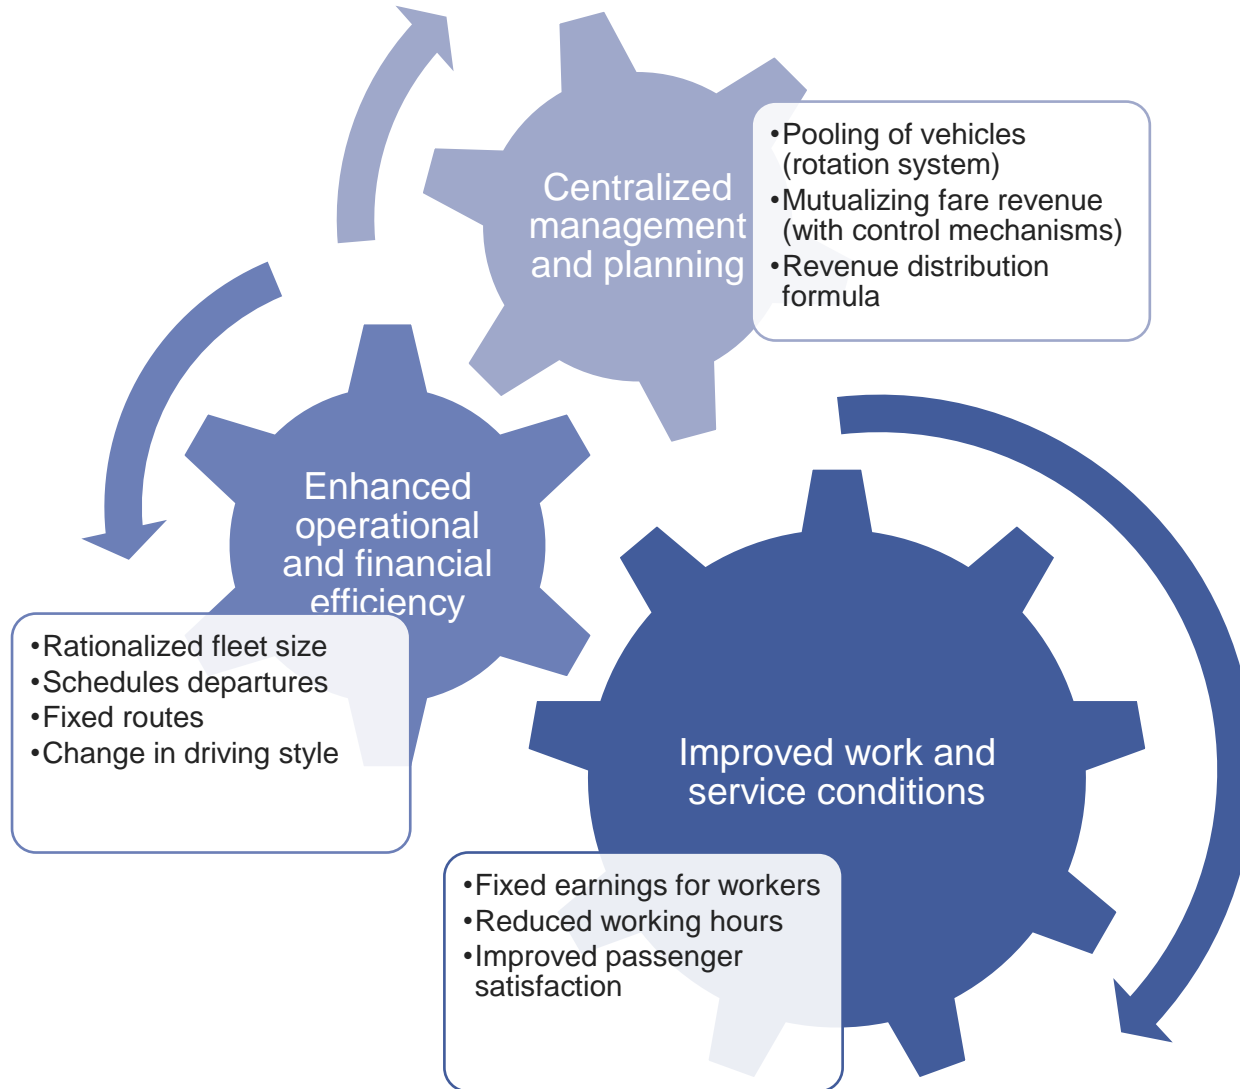 Centralized
management
and planning
•Pooling of vehicles
(rotation system)
•Mutualizing fare revenue
(with control mechanisms)
•Revenue distribution
formula
Enhanced
operational
and financial
efficiency
•Rationalized fleet size
•Schedules departures
•Fixed routes
•Change in driving style
Improved work and
service conditions
•Fixed earnings for workers
•Reduced working hours
•Improved passenger
satisfaction